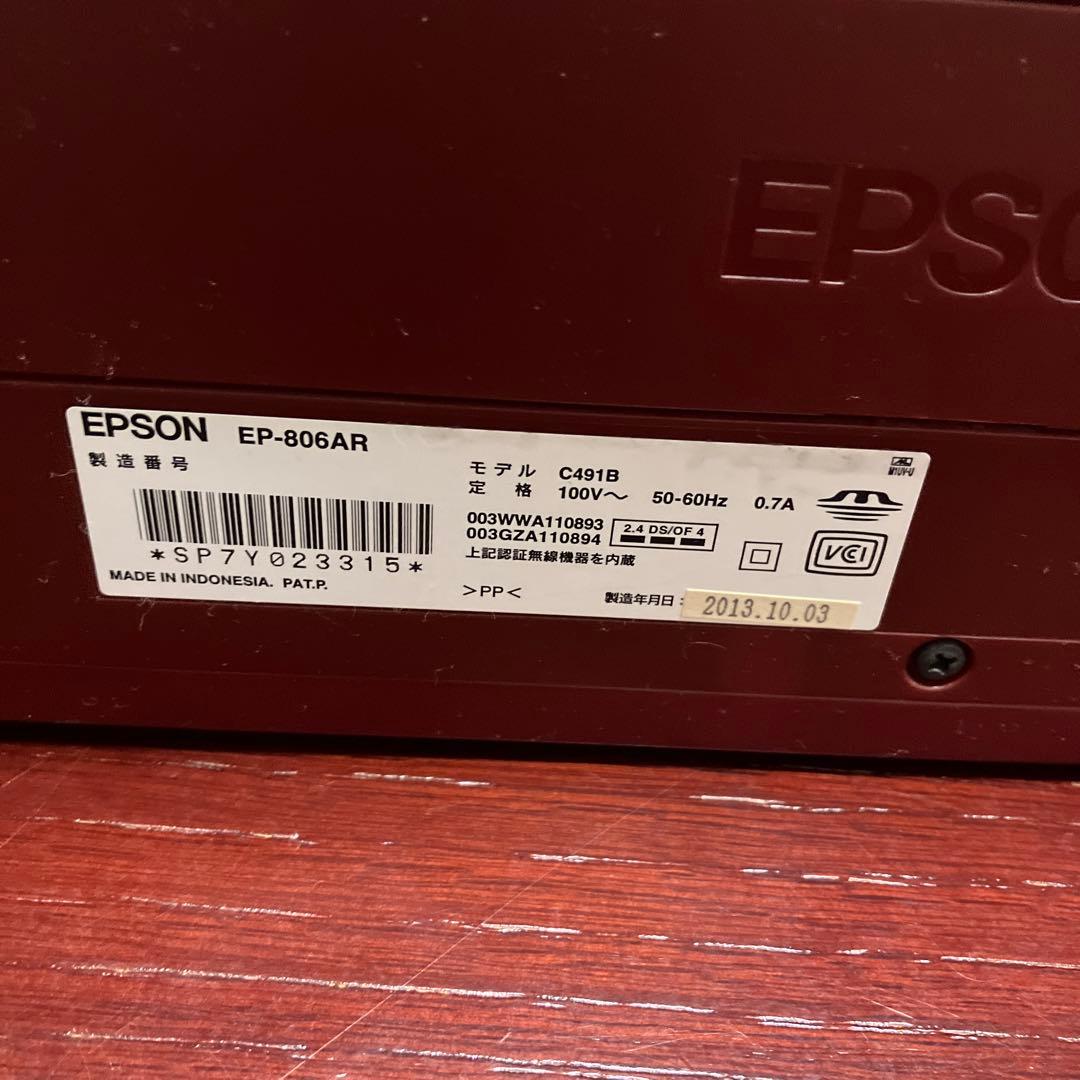 EPSO
EPSON EP-806AR
製造番号
*SP7Y023315*
MADE IN INDONESIA. PAT.P.
モデル C491B
定格 100V～ 50-60Hz 0.7A
003WWA110893
003GZA110894
2.4 DS/OF 4
上記認証無線機器を内蔵
>PP<
製造年月日: 2013.10.03
M1UV-U
VCI